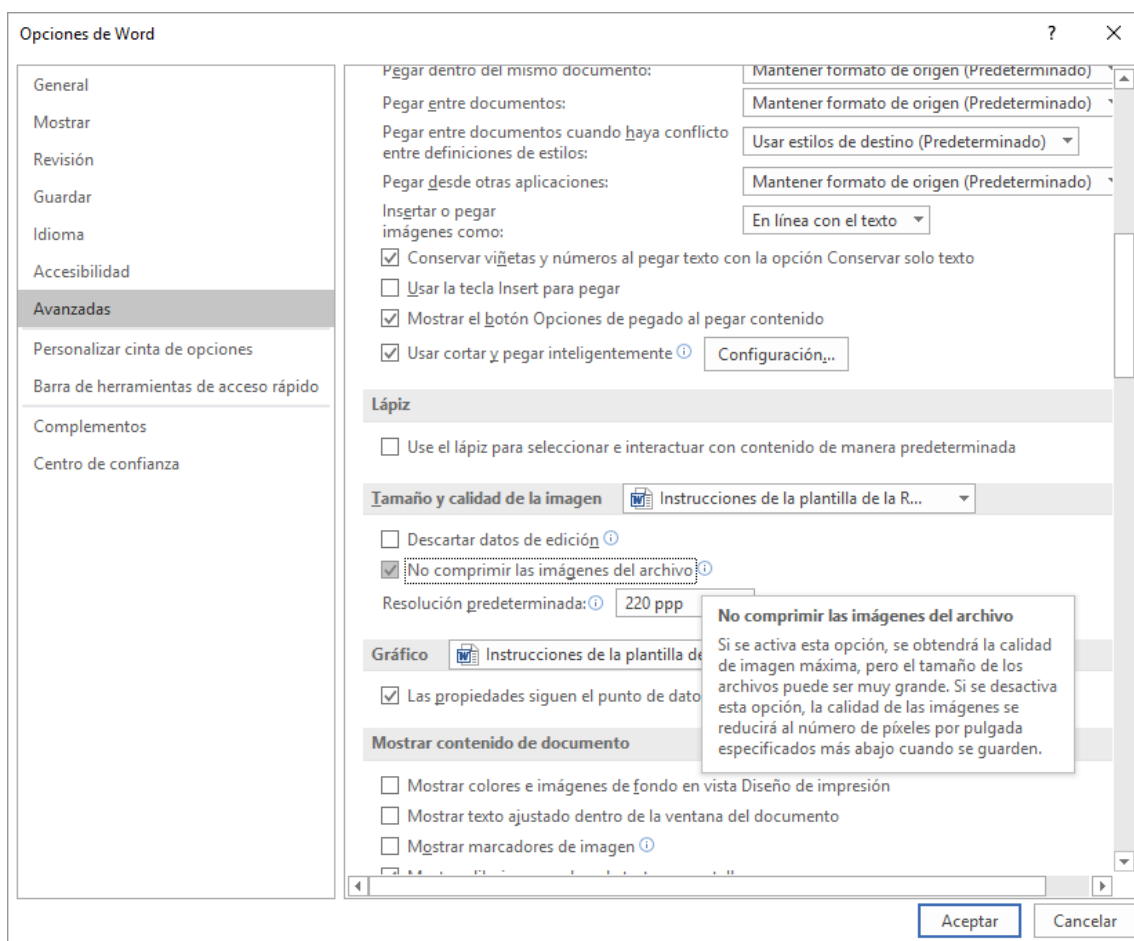 Opciones de Word
?
General
Mostrar
Revisión
Guardar
Idioma
Accesibilidad
Avanzadas
Personalizar cinta de opciones
Barra de herramientas de acceso rápido
Complementos
Centro de confianza
Pegar dentro del mismo documento: Mantener formato de origen (Predeterminado)
Pegar entre documentos: Mantener formato de origen (Predeterminado)
Pegar entre documentos cuando haya conflicto
entre definiciones de estilos: Usar estilos de destino (Predeterminado)
Pegar desde otras aplicaciones: Mantener formato de origen (Predeterminado)
Insertar o pegar
imágenes como: En línea con el texto
Conservar viñetas y números al pegar texto con la opción Conservar solo texto
Usar la tecla Insert para pegar
Mostrar el botón Opciones de pegado al pegar contenido
Usar cortar y pegar inteligentemente Configuración...
Lápiz
Use el lápiz para seleccionar e interactuar con contenido de manera predeterminada
Tamaño y calidad de la imagen Instrucciones de la plantilla de la R...
Descartar datos de edición
No comprimir las imágenes del archivo
Resolución predeterminada: 220 ppp
No comprimir las imágenes del archivo
Si se activa esta opción, se obtendrá la calidad
de imagen máxima, pero el tamaño de los
archivos puede ser muy grande. Si se desactiva
esta opción, la calidad de las imágenes se
reducirá al número de píxeles por pulgada
especificados más abajo cuando se guarden.
Gráfico Instrucciones de la plantilla de
Las propiedades siguen el punto de dato
Mostrar contenido de documento
Mostrar colores e imágenes de fondo en vista Diseño de impresión
Mostrar texto ajustado dentro de la ventana del documento
Mostrar marcadores de imagen
Aceptar
Cancelar